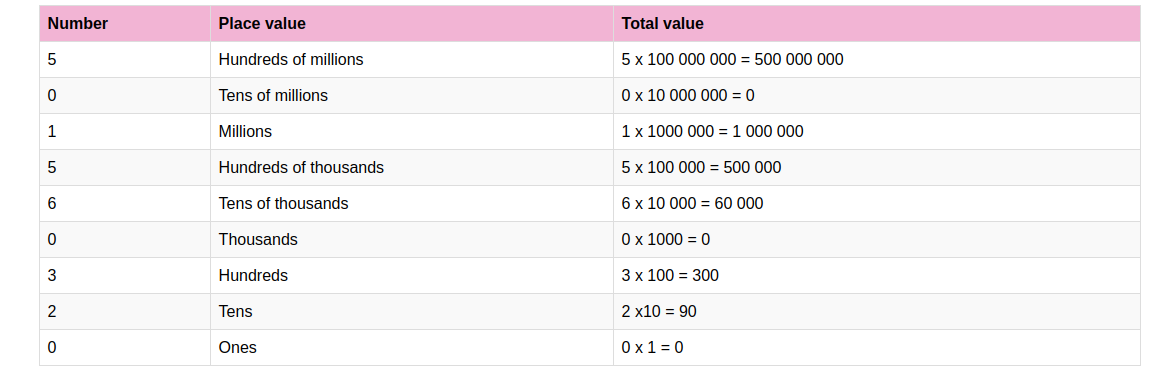 Number Place value Total value
5 Hundreds of millions 5 x 100 000 000 = 500 000 000
0 Tens of millions 0 x 10 000 000 = 0
1 Millions 1 x 1000 000 = 1 000 000
5 Hundreds of thousands 5 x 100 000 = 500 000
6 Tens of thousands 6 x 10 000 = 60 000
0 Thousands 0 x 1000 = 0
3 Hundreds 3 x 100 = 300
2 Tens 2 x10 = 90
0 Ones 0 x 1 = 0